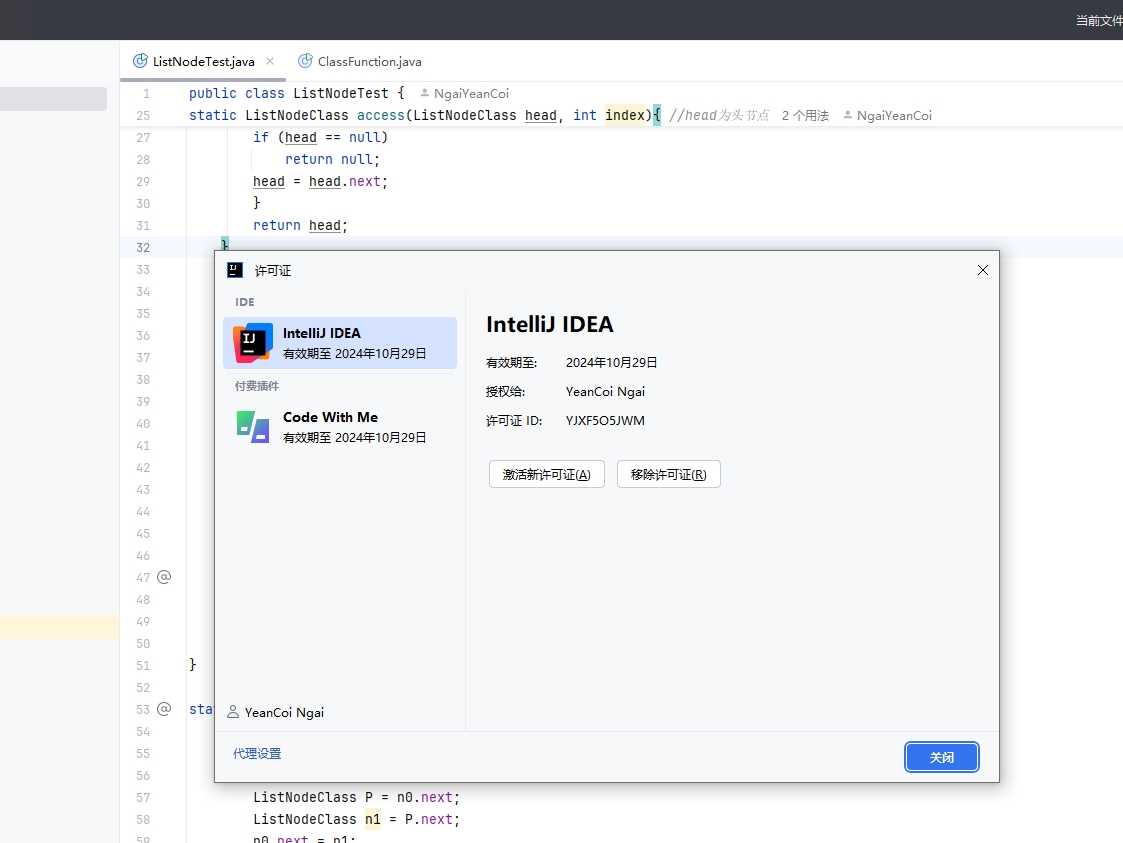 当前文件
ListNodeTest.java
ClassFunction.java
1 public class ListNodeTest { NgaiYeanCoi
25 static ListNodeClass access(ListNodeClass head, int index){ //head为头节点 2 个用法 NgaiYeanCoi
27 if (head == null)
28 return null;
29 head = head.next;
30 }
31 return head;
32 }
33
34
35
36
37
38
39
40
41
42
43
44
45
46
47 @
48
49
50
51 }
52
53 @ sta
54
55
56
57 ListNodeClass P = n0.next;
58 ListNodeClass n1 = P.next;
59 n0.next = n1;
IJ 许可证
IDE
IJ
IntelliJ IDEA
有效期至 2024年10月29日
付费插件
Code With Me
有效期至 2024年10月29日
YeanCoi Ngai
IntelliJ IDEA
有效期至: 2024年10月29日
授权给: YeanCoi Ngai
许可证 ID: YJXF5O5JWM
激活新许可证(A) 移除许可证(R)
代理设置
关闭